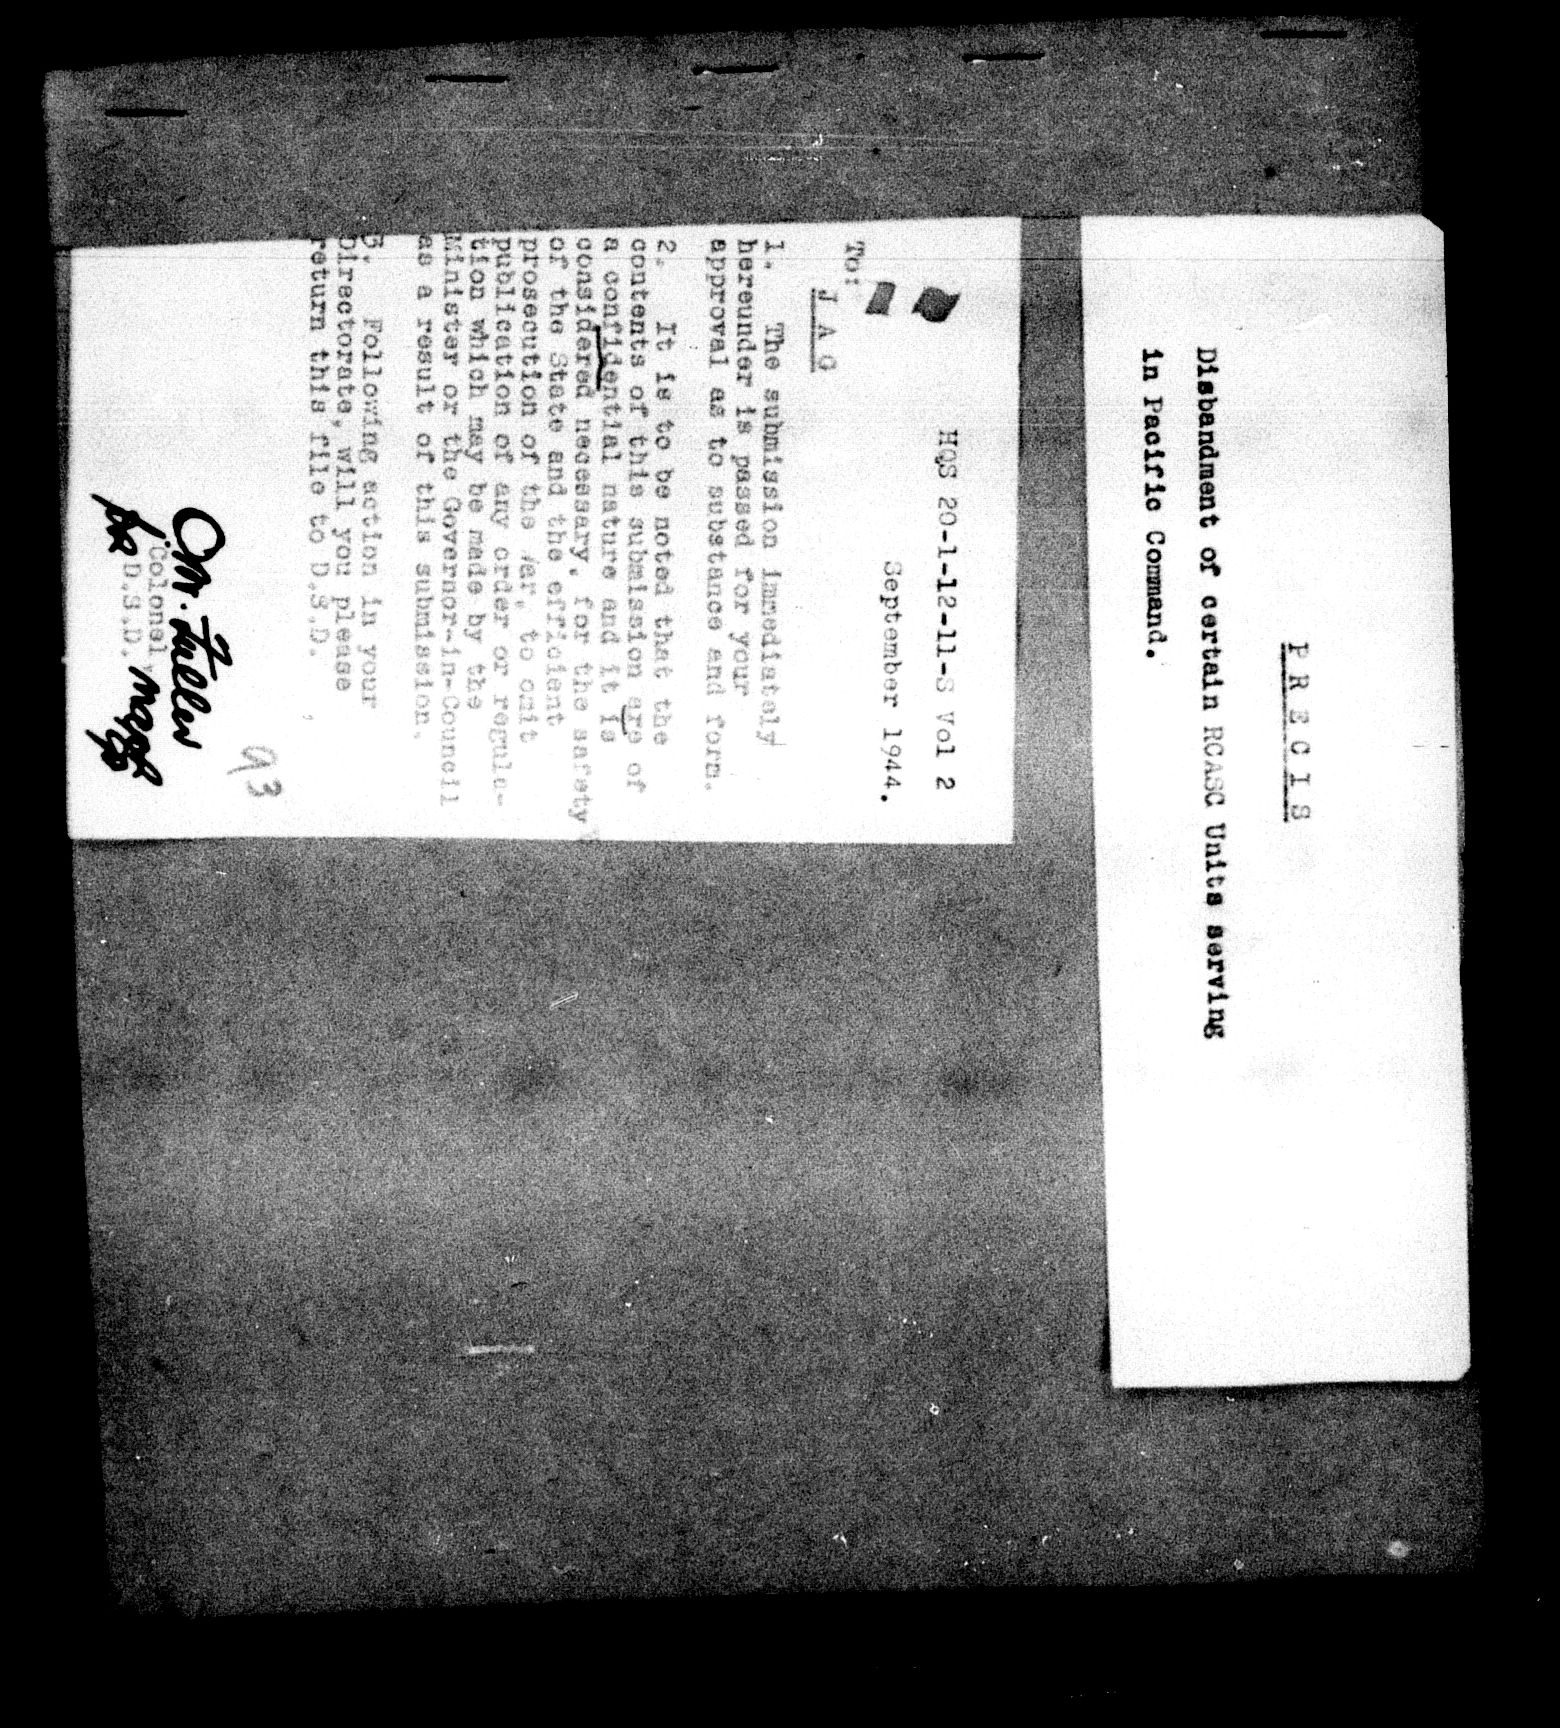 P R E C I S
Disbandment of certain RCASC Units serving
in Pacific Command.
HQS 20-1-12-11-S Vol 2
September 1944.
To:
J A G
1. The submission immediately
hereunder is passed for your
approval as to substance and form.
2. It is to be noted that the
contents of this submission are of
a confidential nature and it is
considered necessary, for the safety
of the State and the efficient
prosecution of the War, to omit
publication of any order or regula-
tion which may be made by the
Minister or the Governor-in-Council
as a result of this submission.
3. Following action in your
Directorate, will you please
return this file to D.S.D.
93
Colonel
D.S.D.